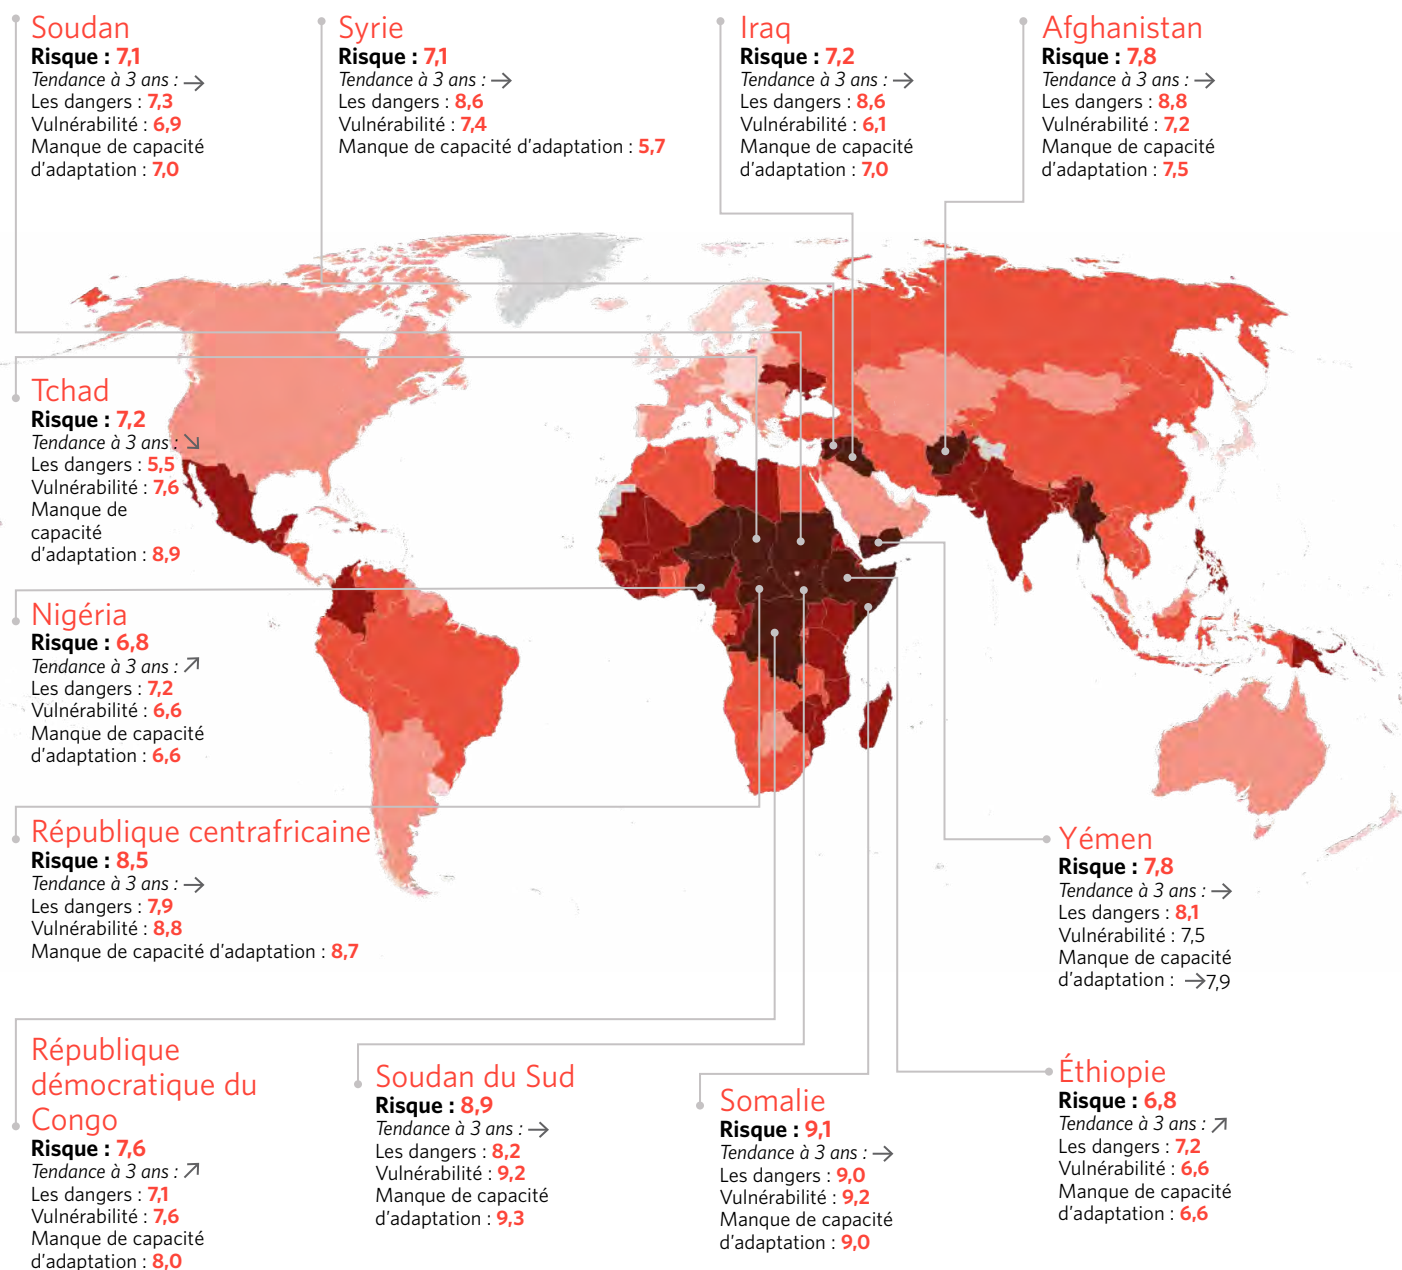 Soudan
Risque : 7,1
Tendance à 3 ans : →
Les dangers : 7,3
Vulnérabilité : 6,9
Manque de capacité
d'adaptation : 7,0
Syrie
Risque : 7,1
Tendance à 3 ans : →
Les dangers : 8,6
Vulnérabilité : 7,4
Manque de capacité d'adaptation : 5,7
Iraq
Risque : 7,2
Tendance à 3 ans : →
Les dangers : 8,6
Vulnérabilité : 6,1
Manque de capacité
d'adaptation : 7,0
Afghanistan
Risque : 7,8
Tendance à 3 ans : →
Les dangers : 8,8
Vulnérabilité : 7,2
Manque de capacité
d'adaptation : 7,5
Tchad
Risque : 7,2
Tendance à 3 ans : ↘
Les dangers : 5,5
Vulnérabilité : 7,6
Manque de
capacité
d'adaptation : 8,9
Nigéria
Risque : 6,8
Tendance à 3 ans : ↗
Les dangers : 7,2
Vulnérabilité : 6,6
Manque de capacité
d'adaptation : 6,6
République centrafricaine
Risque : 8,5
Tendance à 3 ans : →
Les dangers : 7,9
Vulnérabilité : 8,8
Manque de capacité d'adaptation : 8,7
Yémen
Risque : 7,8
Tendance à 3 ans : →
Les dangers : 8,1
Vulnérabilité : 7,5
Manque de capacité
d'adaptation : →7,9
République
démocratique du
Congo
Risque : 7,6
Tendance à 3 ans : ↗
Les dangers : 7,1
Vulnérabilité : 7,6
Manque de capacité
d'adaptation : 8,0
Soudan du Sud
Risque : 8,9
Tendance à 3 ans : →
Les dangers : 8,2
Vulnérabilité : 9,2
Manque de capacité
d'adaptation : 9,3
Somalie
Risque : 9,1
Tendance à 3 ans : →
Les dangers : 9,0
Vulnérabilité : 9,2
Manque de capacité
d'adaptation : 9,0
Éthiopie
Risque : 6,8
Tendance à 3 ans : ↗
Les dangers : 7,2
Vulnérabilité : 6,6
Manque de capacité
d'adaptation : 6,6